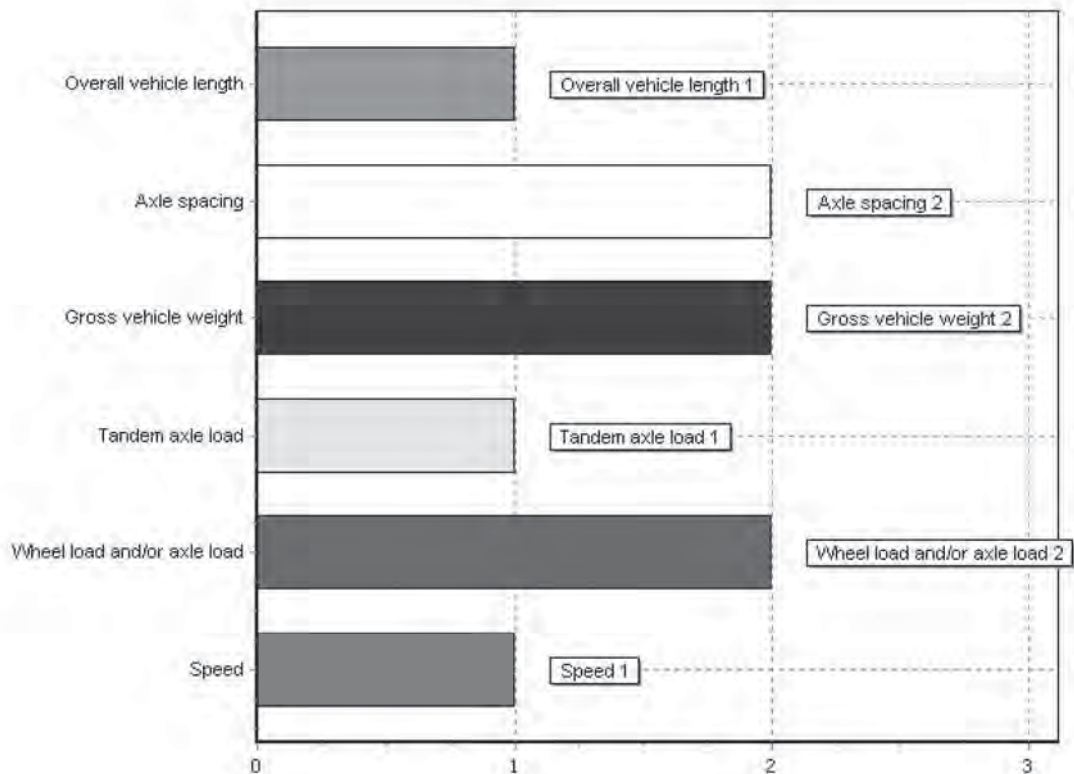 Overall vehicle length
Overall vehicle length 1
Axle spacing
Axle spacing 2
Gross vehicle weight
Gross vehicle weight 2
Tandem axle load
Tandem axle load 1
Wheel load and/or axle load
Wheel load and/or axle load 2
Speed
Speed 1
0 1 2 3